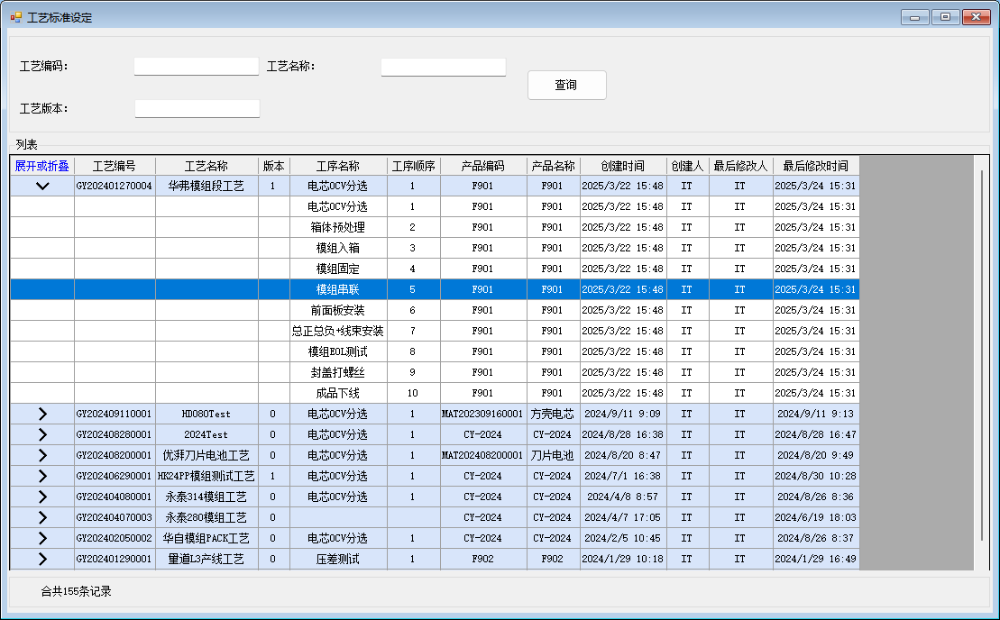 工艺标准设定
工艺编码： 工艺名称：
查询
工艺版本：
列表
展开或折叠 工艺编号 工艺名称 版本 工序名称 工序顺序 产品编码 产品名称 创建时间 创建人 最后修改人 最后修改时间
GY202401270004 华弗模组段工艺 1 电芯OCV分选 1 F901 F901 2025/3/22 15:48 IT IT 2025/3/24 15:31
电芯OCV分选 1 F901 F901 2025/3/22 15:48 IT IT 2025/3/24 15:31
箱体预处理 2 F901 F901 2025/3/22 15:48 IT IT 2025/3/24 15:31
模组入箱 3 F901 F901 2025/3/22 15:48 IT IT 2025/3/24 15:31
模组固定 4 F901 F901 2025/3/22 15:48 IT IT 2025/3/24 15:31
模组串联 5 F901 F901 2025/3/22 15:48 IT IT 2025/3/24 15:31
前面板安装 6 F901 F901 2025/3/22 15:48 IT IT 2025/3/24 15:31
总正总负+线束安装 7 F901 F901 2025/3/22 15:48 IT IT 2025/3/24 15:31
模组EOL测试 8 F901 F901 2025/3/22 15:48 IT IT 2025/3/24 15:31
封盖打螺丝 9 F901 F901 2025/3/22 15:48 IT IT 2025/3/24 15:31
成品下线 10 F901 F901 2025/3/22 15:48 IT IT 2025/3/24 15:31
GY202409110001 HD080Test 0 电芯OCV分选 1 MAT202309160001 方壳电芯 2024/9/11 9:09 IT IT 2024/9/11 9:13
GY202408280001 2024Test 0 电芯OCV分选 1 CY-2024 CY-2024 2024/8/28 16:38 IT IT 2024/8/28 16:47
GY202408200001 优湃刀片电池工艺 0 电芯OCV分选 1 MAT202408200001 刀片电池 2024/8/20 8:47 IT IT 2024/8/20 9:49
GY202406290001 HK24PP模组测试工艺 1 电芯OCV分选 1 CY-2024 CY-2024 2024/7/1 16:38 IT IT 2024/8/30 10:28
GY202404080001 永泰314模组工艺 0 电芯OCV分选 1 CY-2024 CY-2024 2024/4/8 8:57 IT IT 2024/8/26 8:36
GY202404070003 永泰280模组工艺 0 CY-2024 CY-2024 2024/4/7 17:05 IT IT 2024/6/19 18:03
GY202402050002 华自模组PACK工艺 0 电芯OCV分选 1 CY-2024 CY-2024 2024/2/5 10:45 IT IT 2024/8/26 8:37
GY202401290001 量道L3产线工艺 0 压差测试 1 F902 F902 2024/1/29 10:18 IT IT 2024/1/29 16:49
合共155条记录